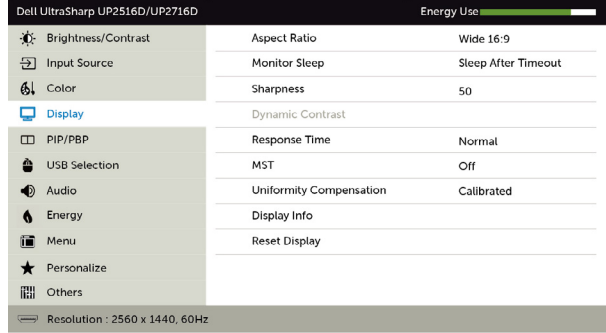 Dell UltraSharp UP2516D/UP2716D Energy Use
Brightness/Contrast Aspect Ratio Wide 16:9
Input Source Monitor Sleep Sleep After Timeout
Color Sharpness 50
Display Dynamic Contrast
PIP/PBP Response Time Normal
USB Selection MST Off
Audio Uniformity Compensation Calibrated
Energy Display Info
Menu Reset Display
Personalize
Others
Resolution : 2560 x 1440, 60Hz